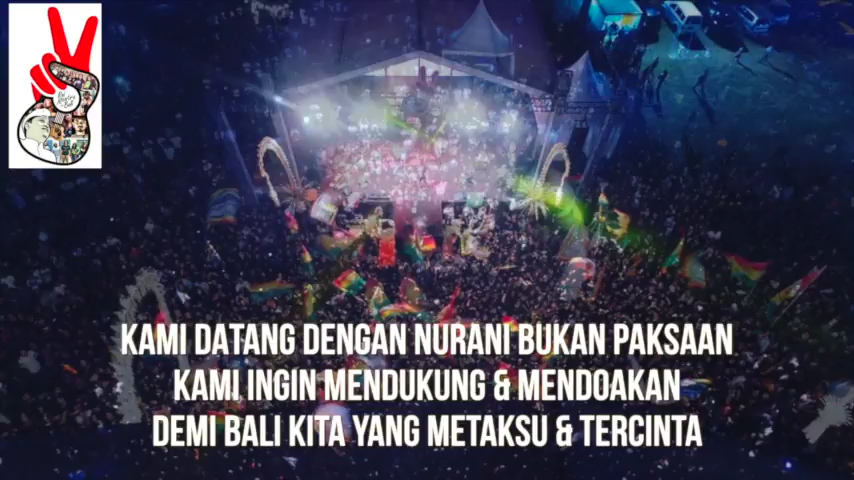 KAMI DATANG DENGAN NURANI BUKAN PAKSAAN
KAMI INGIN MENDUKUNG & MENDOAKAN
DEMI BALI KITA YANG METAKSU & TERCINTA